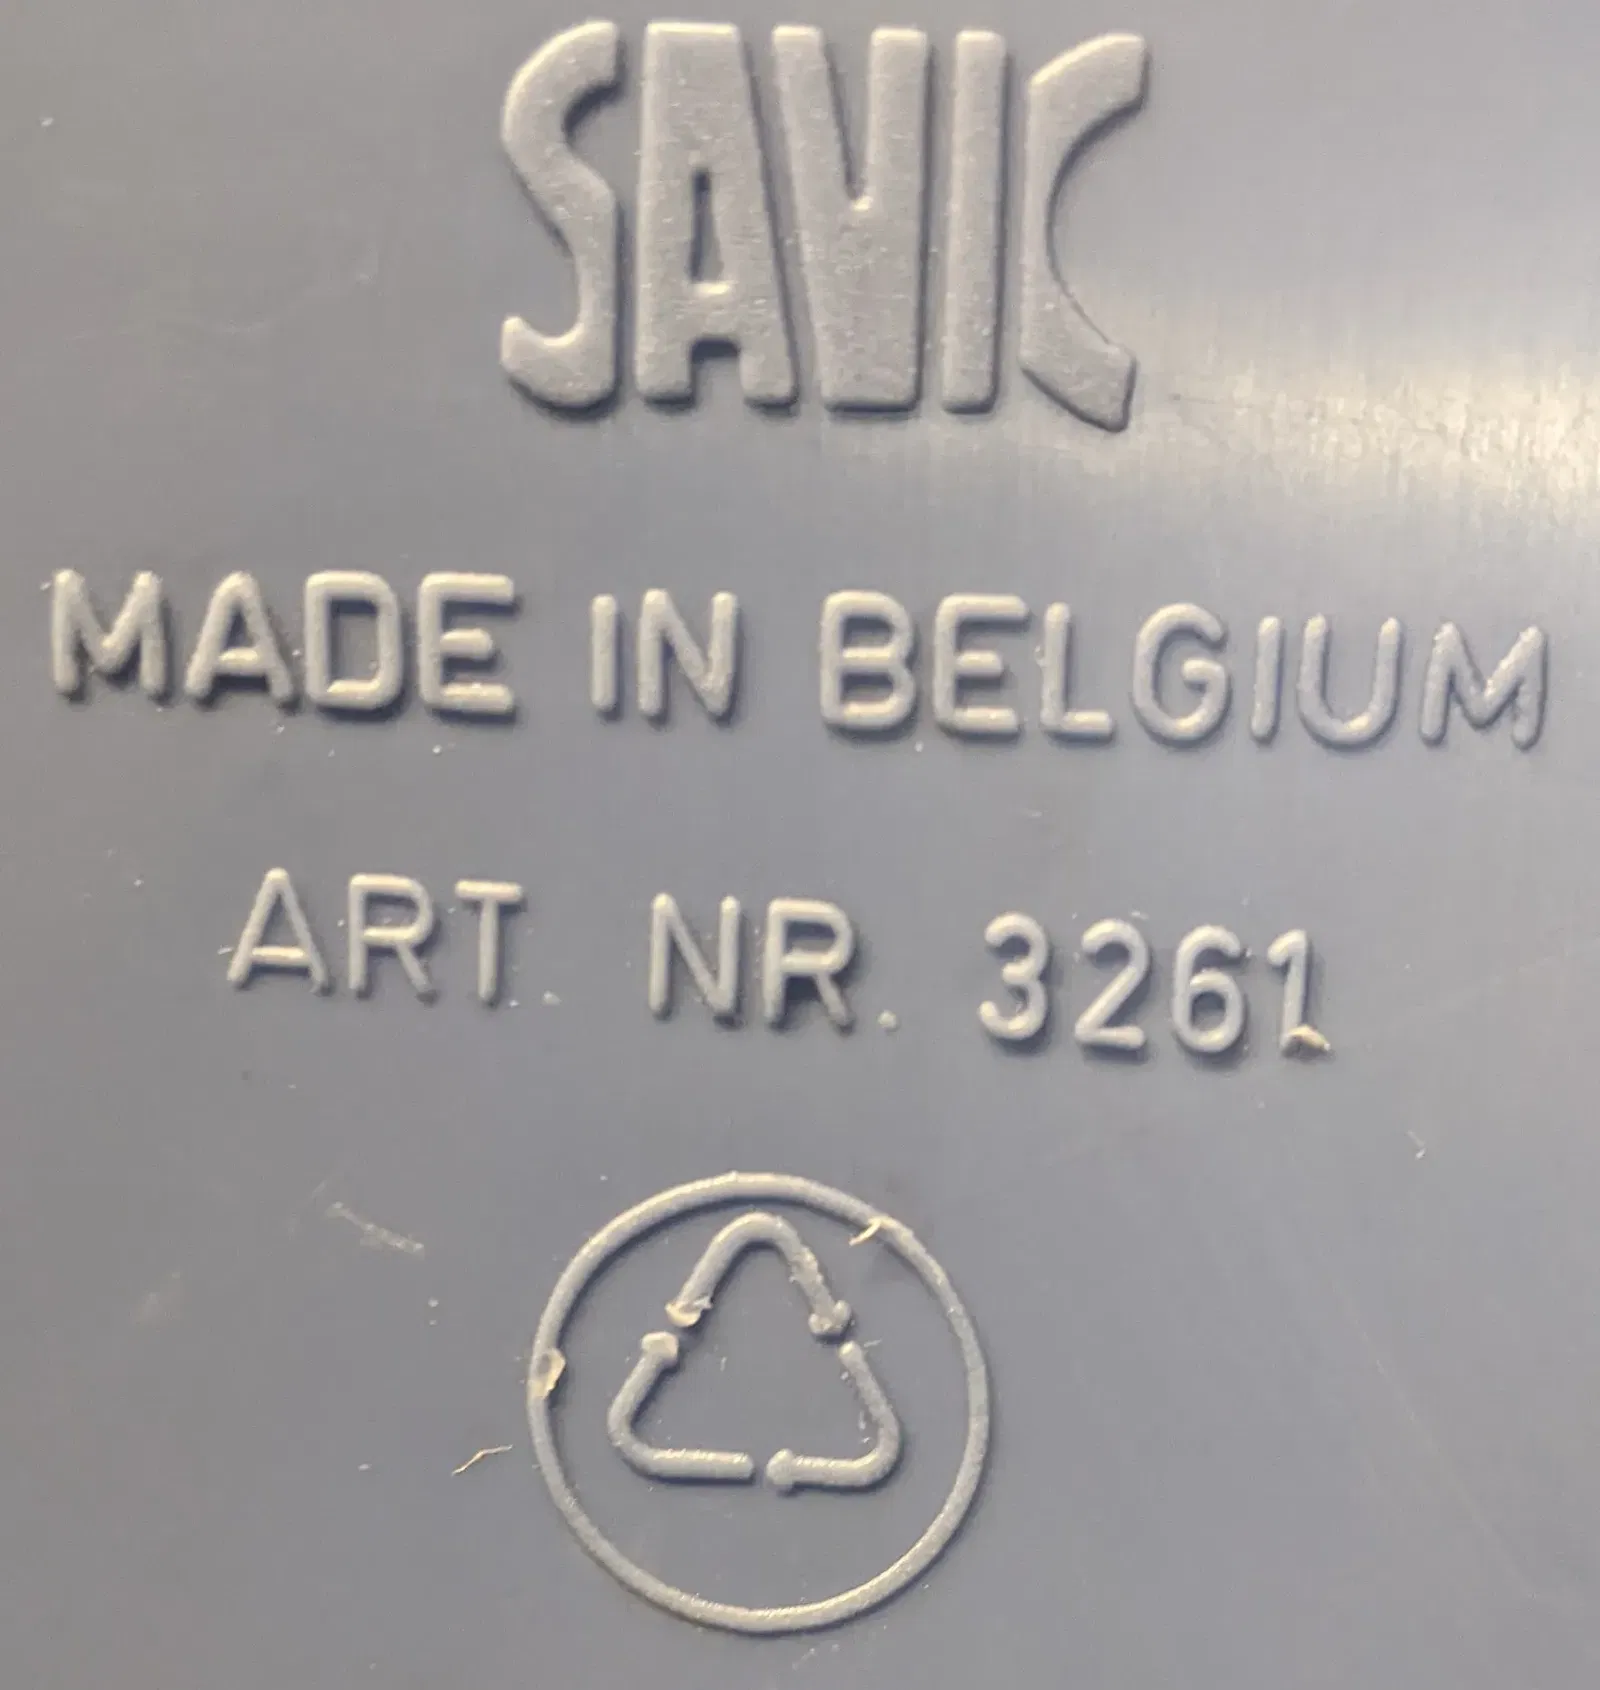 SAVIC
MADE IN BELGIUM
ART. NR. 3261